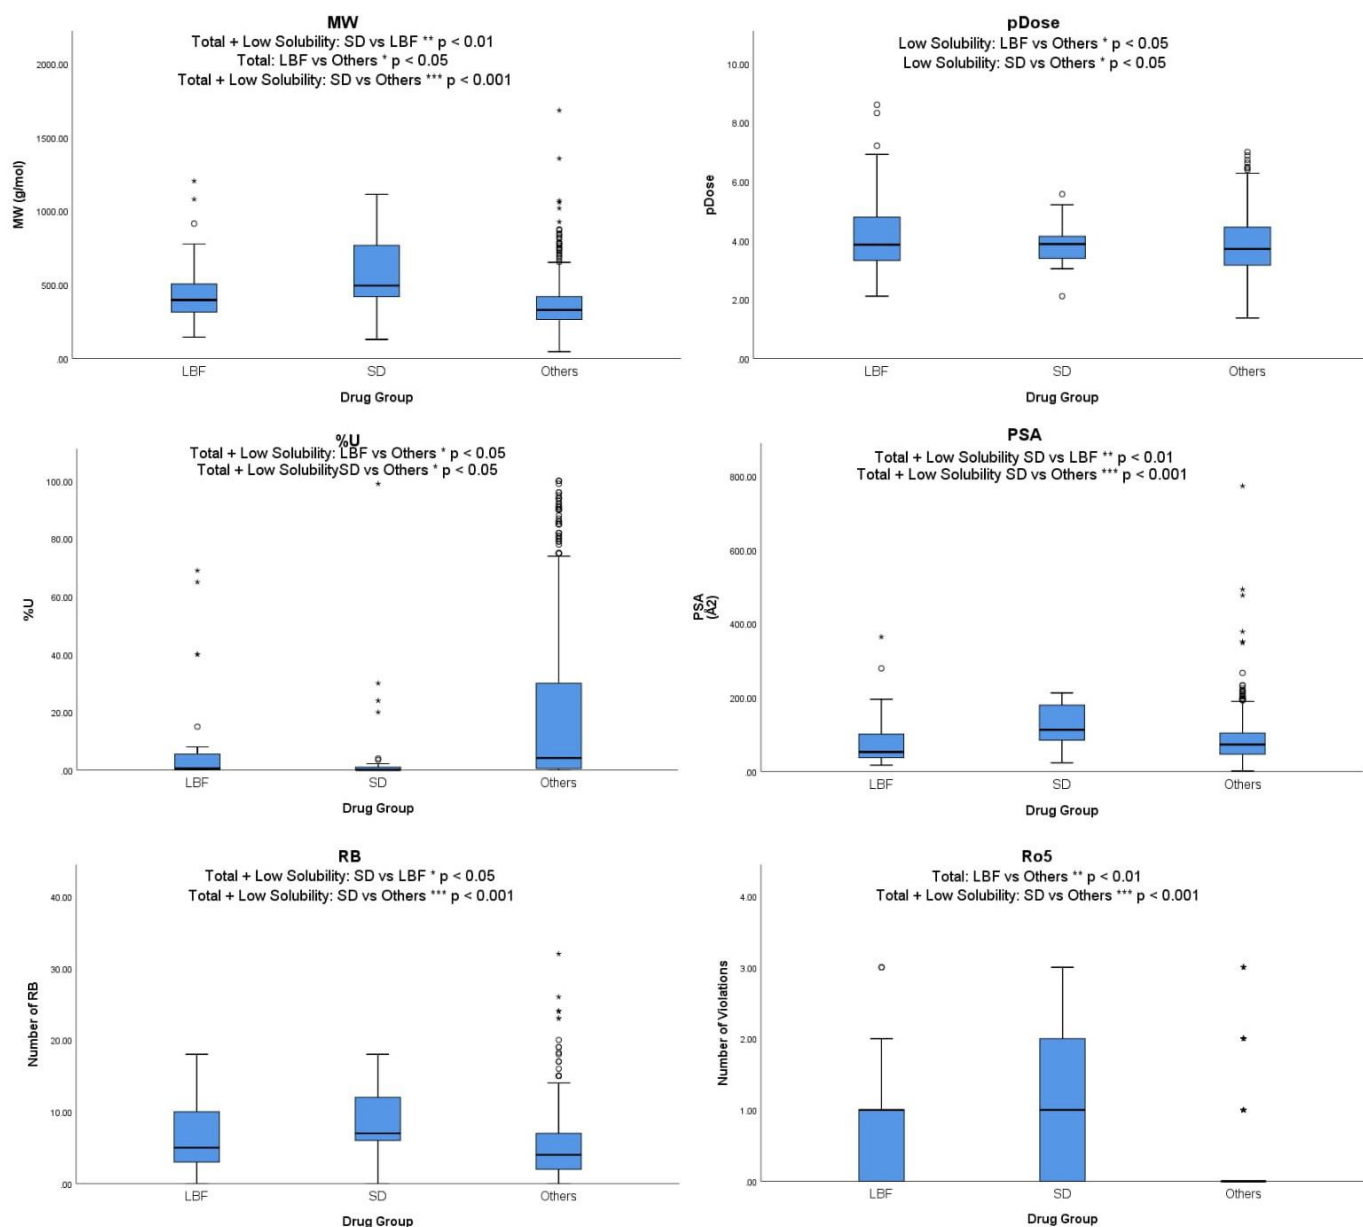 MW
Total + Low Solubility: SD vs LBF ** p < 0.01
Total: LBF vs Others * p < 0.05
Total + Low Solubility: SD vs Others *** p < 0.001
2000.00
1500.00
1000.00
500.00
.00
MW (g/mol)
LBF SD Others
Drug Group
pDose
Low Solubility: LBF vs Others * p < 0.05
Low Solubility: SD vs Others * p < 0.05
10.00
8.00
6.00
4.00
2.00
.00
pDose
LBF SD Others
Drug Group
%U
Total + Low Solubility: LBF vs Others * p < 0.05
Total + Low SolubilitySD vs Others * p < 0.05
100.00
80.00
60.00
40.00
20.00
.00
%U
LBF SD Others
Drug Group
PSA
Total + Low Solubility SD vs LBF ** p < 0.01
Total + Low Solubility SD vs Others *** p < 0.001
800.00
600.00
400.00
200.00
.00
PSA
(Å2)
LBF SD Others
Drug Group
RB
Total + Low Solubility: SD vs LBF * p < 0.05
Total + Low Solubility: SD vs Others *** p < 0.001
40.00
30.00
20.00
10.00
.00
Number of RB
LBF SD Others
Drug Group
Ro5
Total: LBF vs Others ** p < 0.01
Total + Low Solubility: SD vs Others *** p < 0.001
4.00
3.00
2.00
1.00
.00
Number of Violations
LBF SD Others
Drug Group